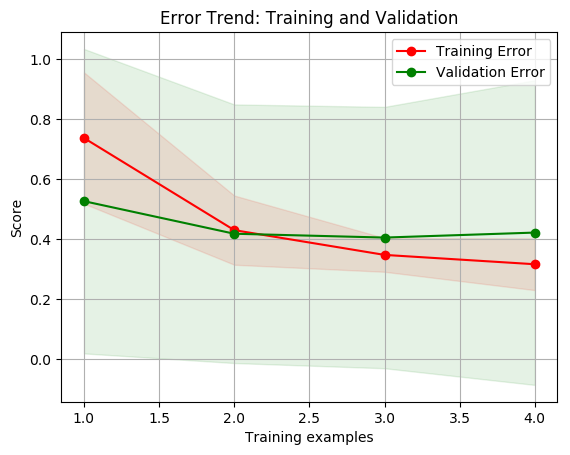 Error Trend: Training and Validation
Training Error
Validation Error
Score
1.0
0.8
0.6
0.4
0.2
0.0
1.0 1.5 2.0 2.5 3.0 3.5 4.0
Training examples